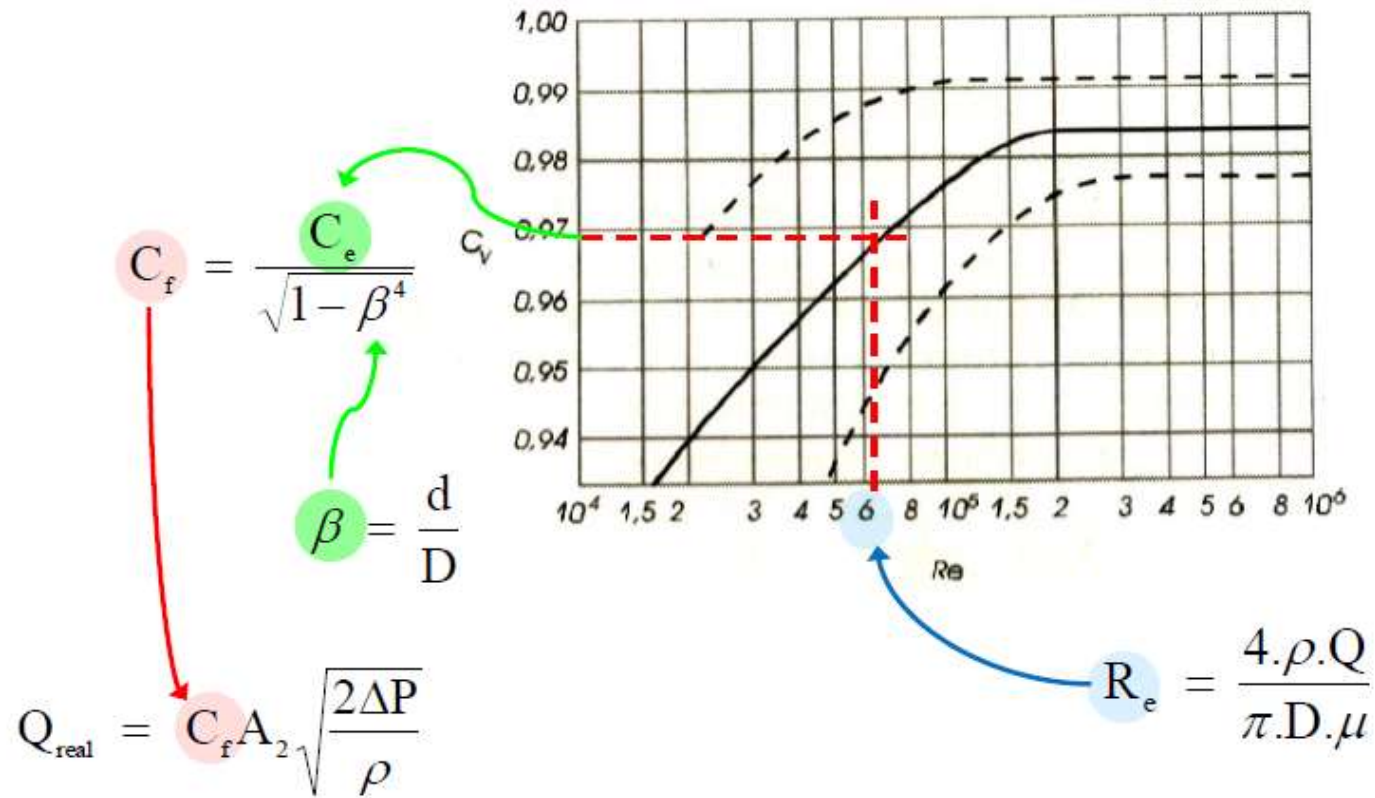 1,00
0,99
0,98
0,97
0,96
0,95
0,94
C_v
10^4 1,5 2 3 4 5 6 8 10^5 1,5 2 3 4 5 6 8 10^6
Re
C_f = C_e / √(1 − β^4)
β = d / D
R_e = 4.ρ.Q / π.D.μ
Q_real = C_f A_2 √(2ΔP / ρ)